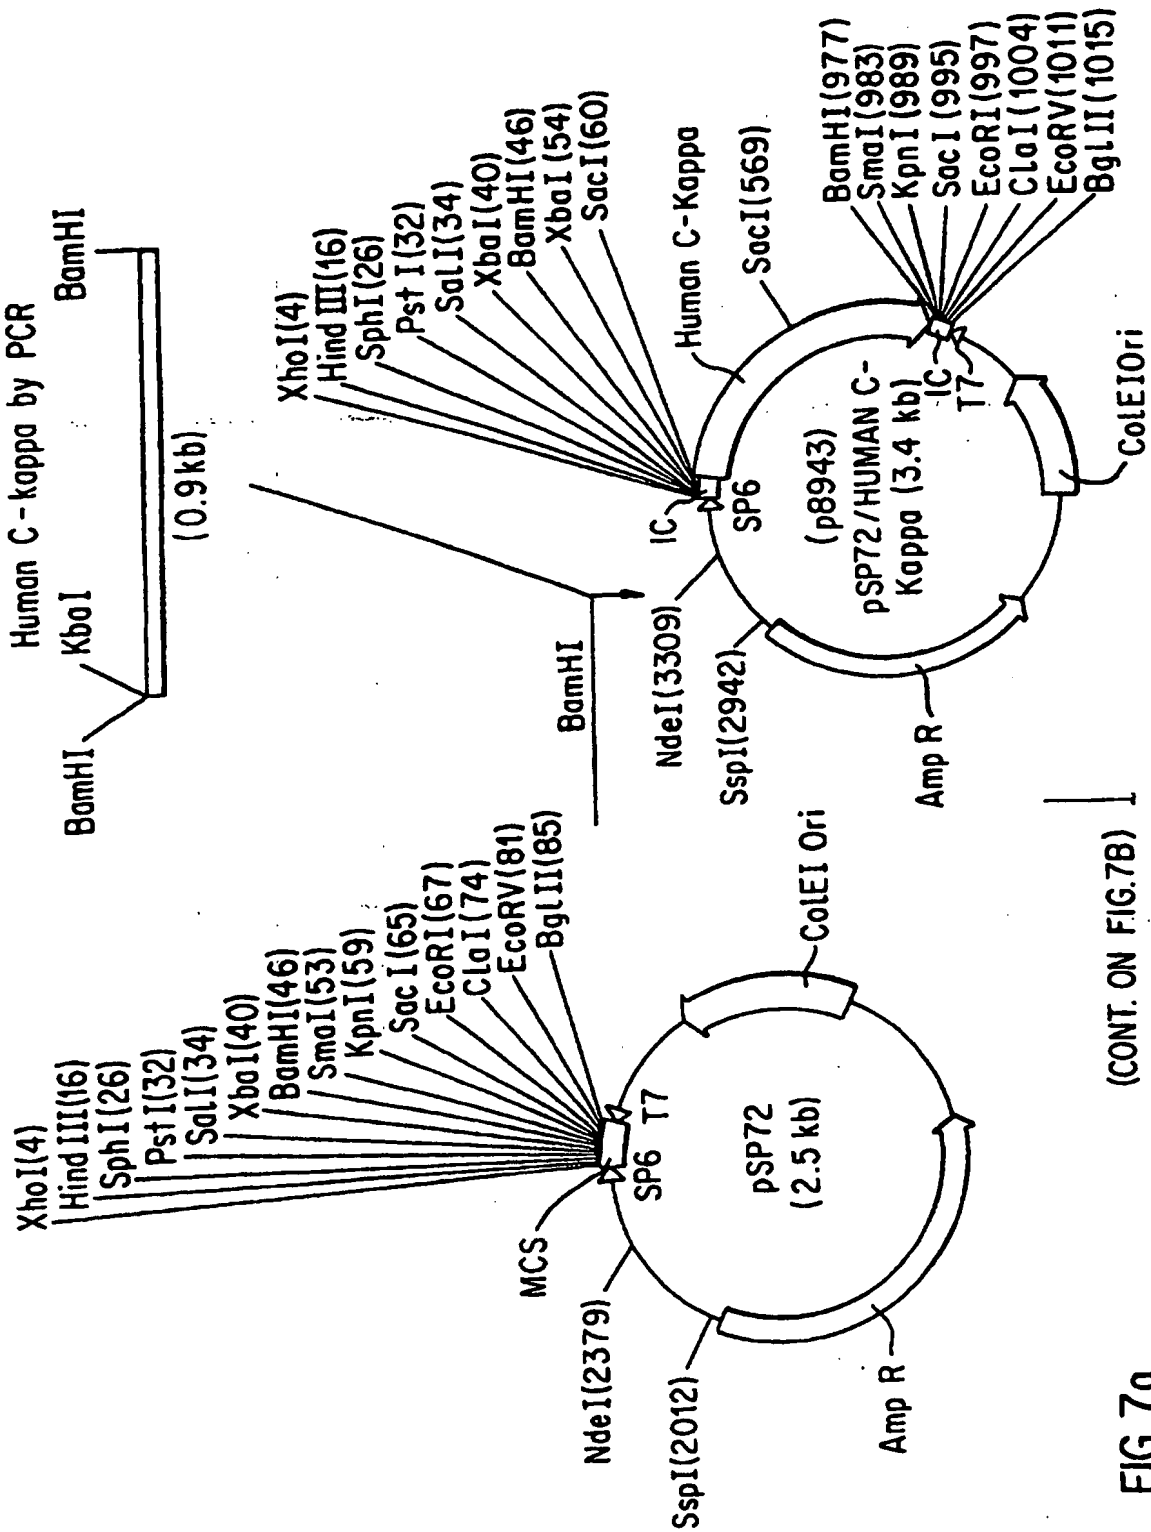 Human C-kappa by PCR
BamHI
KbaI
BamHI
(0.9kb)
XhoI(4)
HindIII(16)
SphI(26)
PstI(32)
SalI(34)
XbaI(40)
BamHI(46)
SmaI(53)
KpnI(59)
SacI(65)
EcoRI(67)
ClaI(74)
EcoRV(81)
BglII(85)
MCS
SP6
T7
NdeI(2379)
SspI(2012)
pSP72
(2.5 kb)
ColEI Ori
Amp R
BamHI
XhoI(4)
HindIII(16)
SphI(26)
PstI(32)
SalI(34)
XbaI(40)
BamHI(46)
XbaI(54)
SacI(60)
IC
SP6
Human C-Kappa
SacI(569)
NdeI(3309)
SspI(2942)
(p8943)
pSP72/HUMAN C-
Kappa (3.4 kb)
IC
T7
BamHI(977)
SmaI(983)
KpnI(989)
SacI(995)
EcoRI(997)
ClaI(1004)
EcoRV(1011)
BglII(1015)
Amp R
ColEIOri
(CONT. ON FIG.7B)
FIG.7a